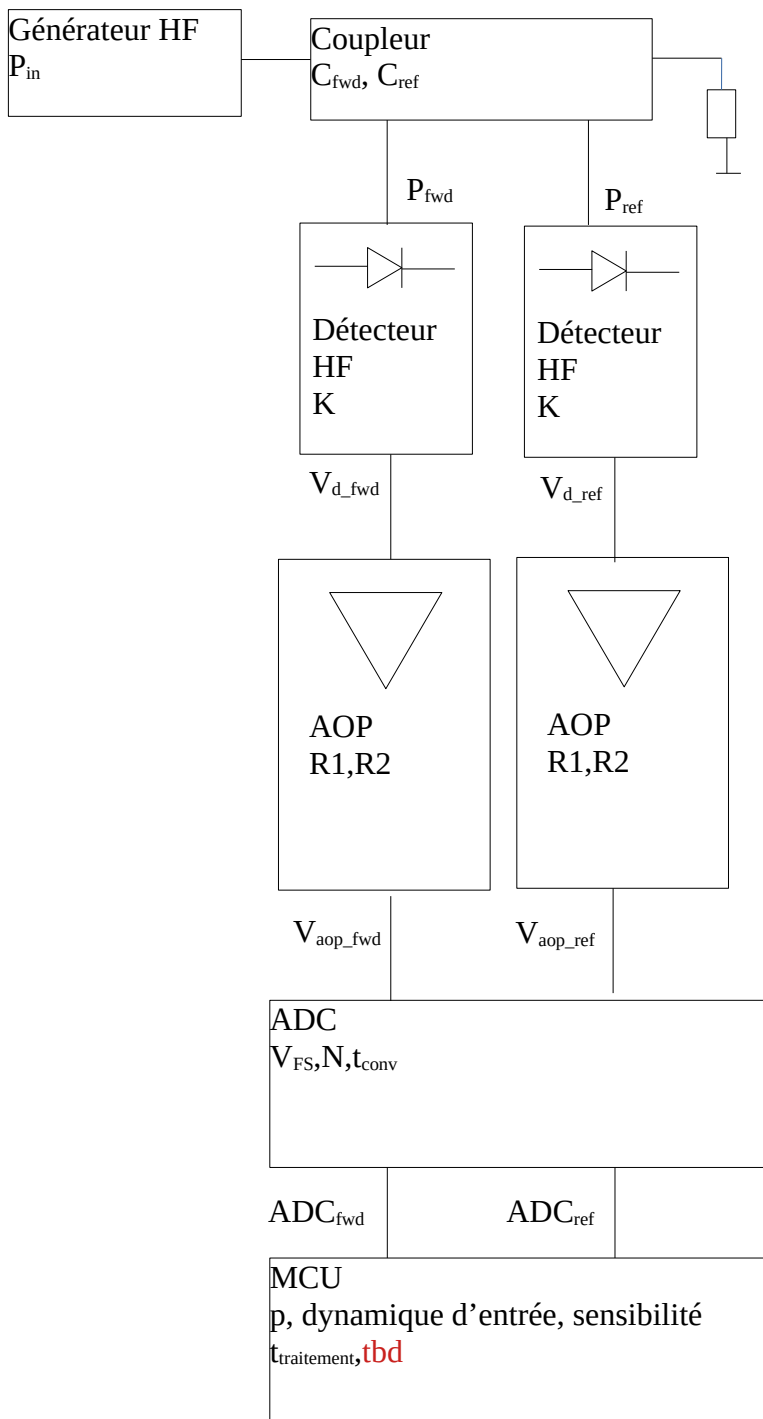 Générateur HF
Pin
Coupleur
Cfwd, Cref
Pfwd
Pref
Détecteur
HF
K
Détecteur
HF
K
Vd_fwd
Vd_ref
AOP
R1,R2
AOP
R1,R2
Vaop_fwd
Vaop_ref
ADC
VFS,N,tconv
ADCfwd
ADCref
MCU
p, dynamique d’entrée, sensibilité
ttraitement,tbd